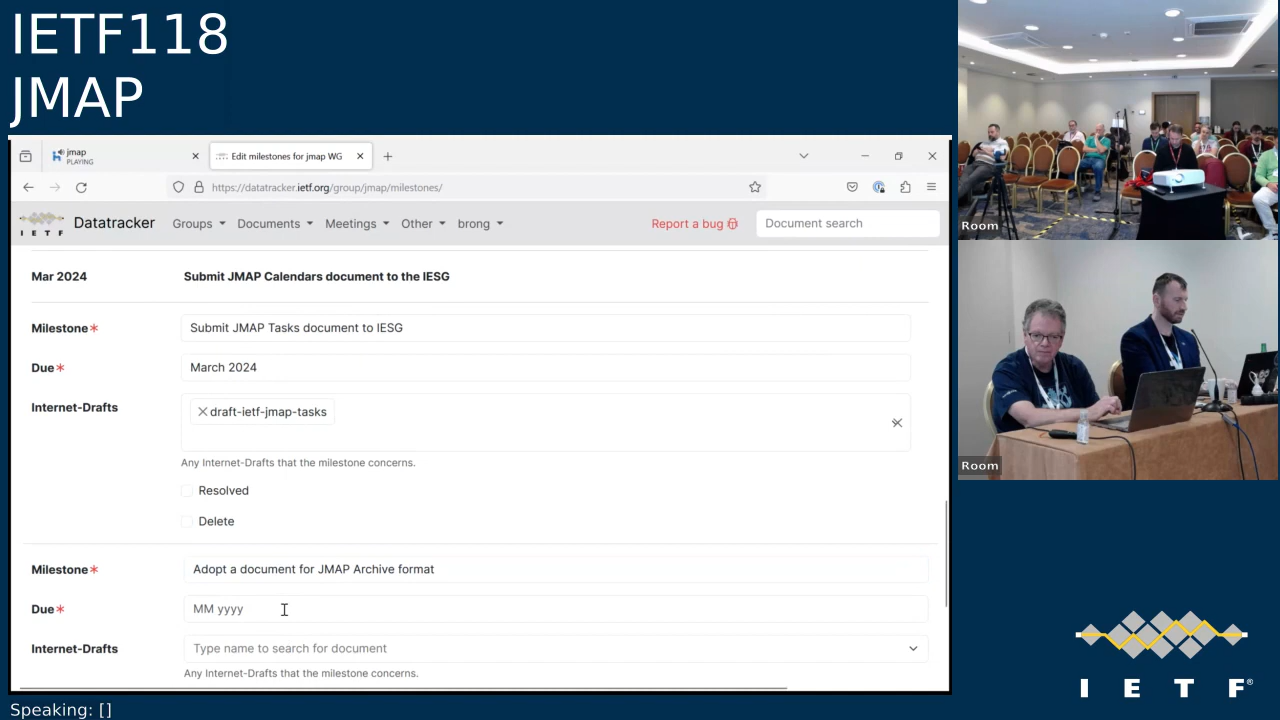 IETF118
JMAP
jmap
PLAYING
Edit milestones for jmap WG
https://datatracker.ietf.org/group/jmap/milestones/
IETF
Datatracker
Groups
Documents
Meetings
Other
brong
Report a bug
Document search
Mar 2024
Submit JMAP Calendars document to the IESG
Milestone*
Submit JMAP Tasks document to IESG
Due*
March 2024
Internet-Drafts
draft-ietf-jmap-tasks
Any Internet-Drafts that the milestone concerns.
Resolved
Delete
Milestone*
Adopt a document for JMAP Archive format
Due*
MM yyyy
Internet-Drafts
Type name to search for document
Any Internet-Drafts that the milestone concerns.
Room
Room
I E T F®
Speaking: []